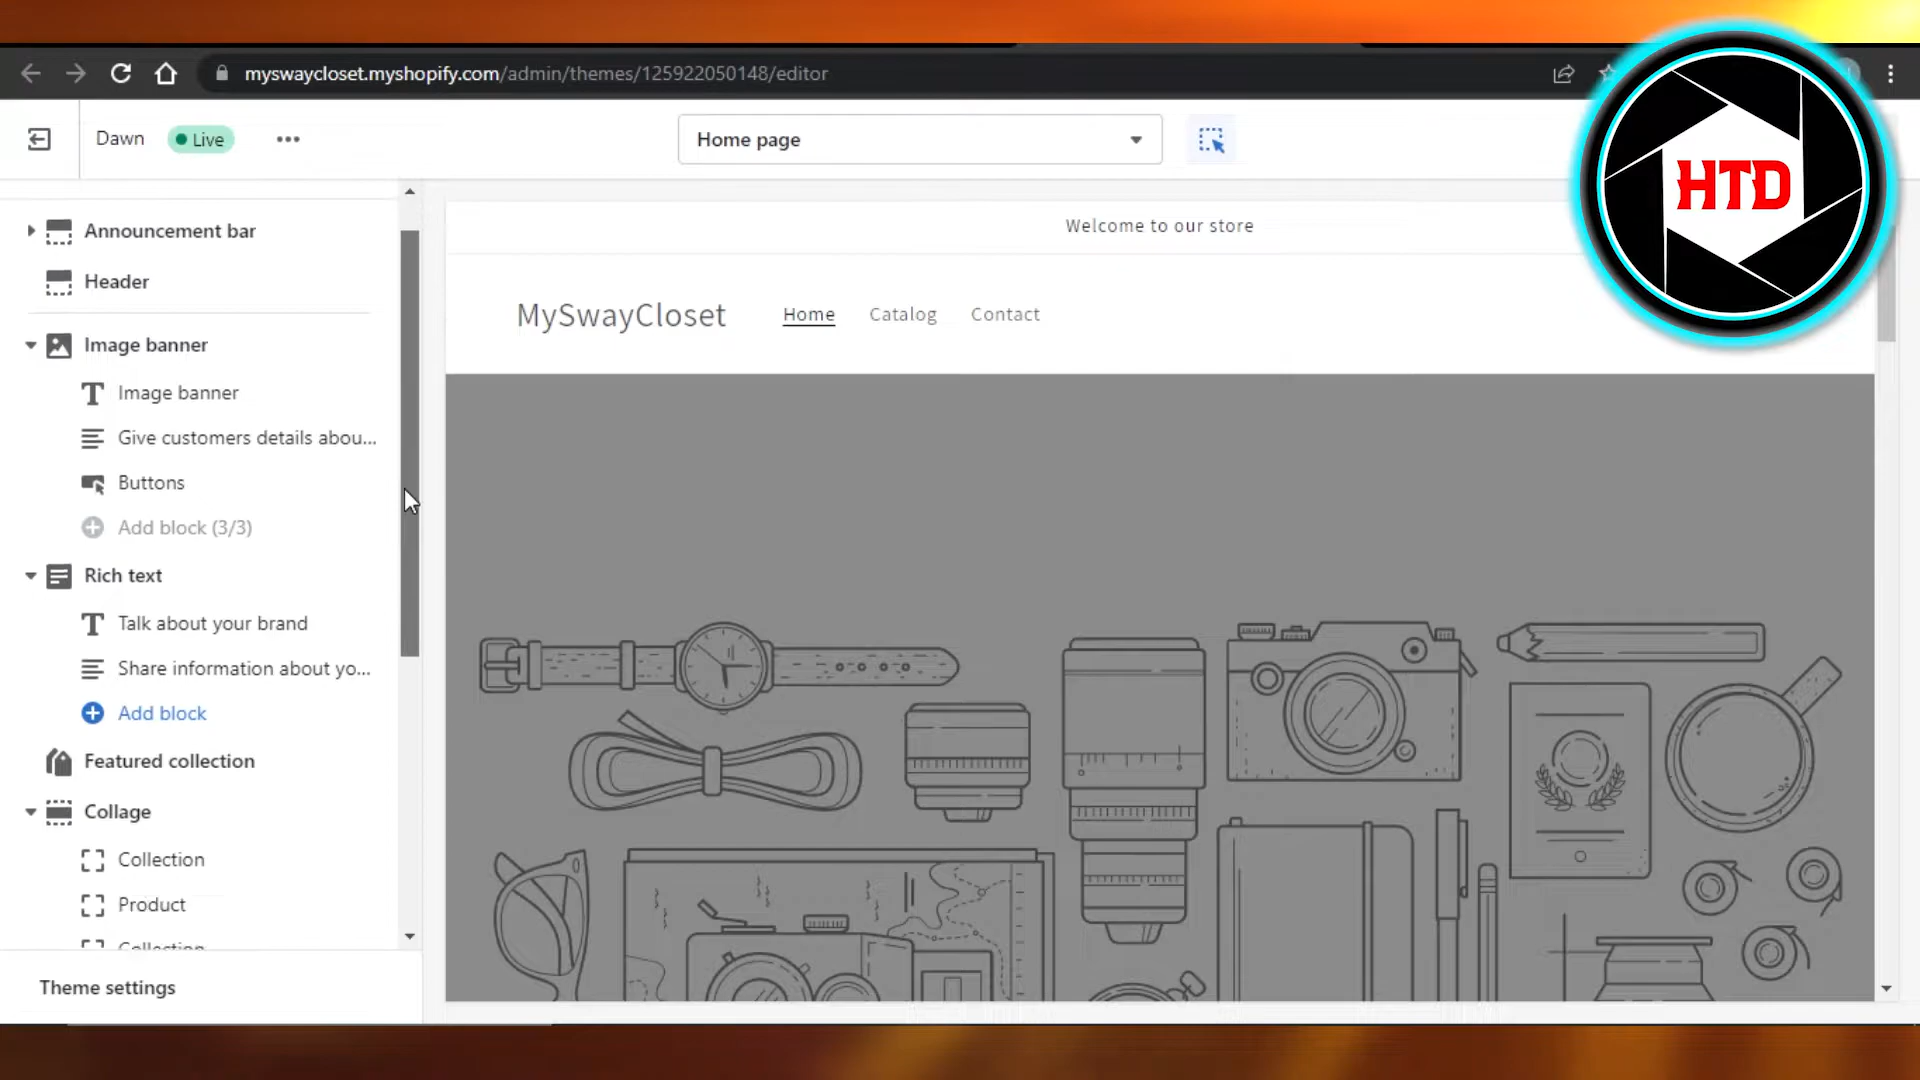 myswaycloset.myshopify.com/admin/themes/125922050148/editor
Dawn
Live
Home page
HTD
Announcement bar
Header
Image banner
Image banner
Give customers details abou...
Buttons
Add block (3/3)
Rich text
Talk about your brand
Share information about yo...
Add block
Featured collection
Collage
Collection
Product
Collection
Theme settings
Welcome to our store
MySwayCloset
Home
Catalog
Contact